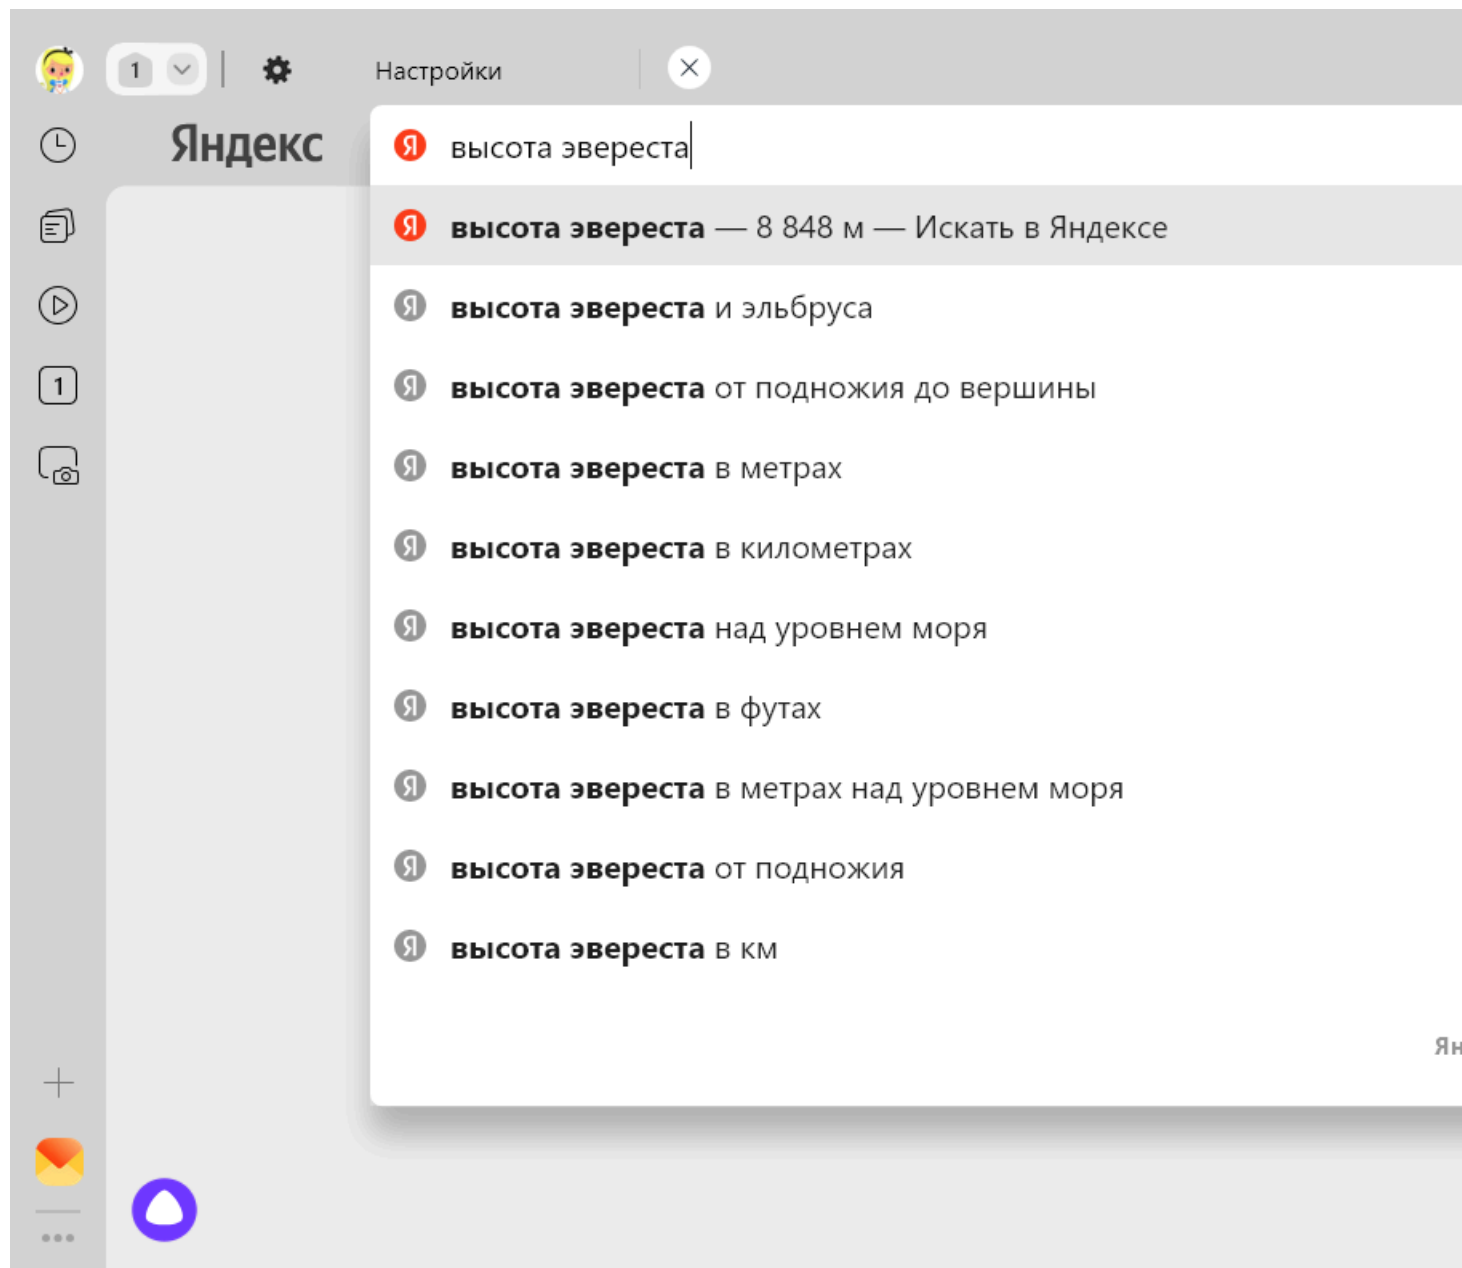 1
Настройки
Яндекс
высота эвереста
высота эвереста — 8 848 м — Искать в Яндексе
высота эвереста и эльбруса
высота эвереста от подножия до вершины
1
высота эвереста в метрах
высота эвереста в километрах
высота эвереста над уровнем моря
высота эвереста в футах
высота эвереста в метрах над уровнем моря
высота эвереста от подножия
высота эвереста в км